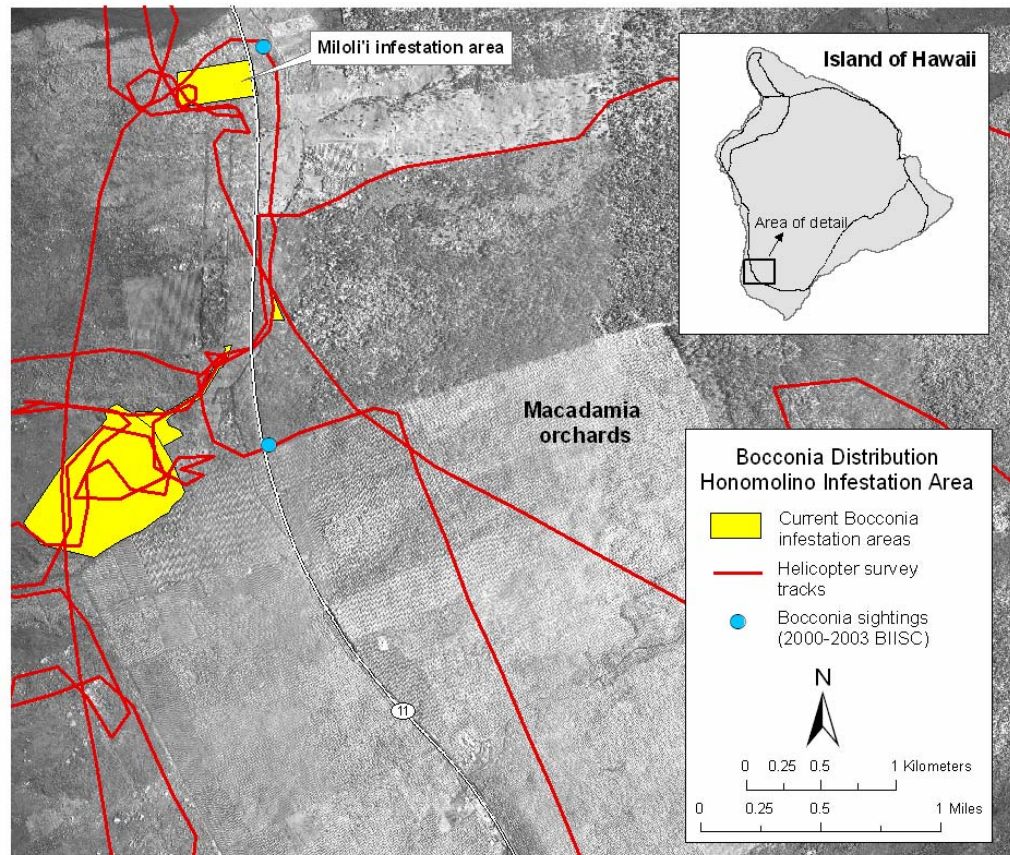 Miloli'i infestation area
Island of Hawaii
Area of detail
Macadamia
orchards
11
Bocconia Distribution
Honomolino Infestation Area
Current Bocconia
infestation areas
Helicopter survey
tracks
Bocconia sightings
(2000-2003 BIISC)
N
0 0.25 0.5 1 Kilometers
0 0.25 0.5 1 Miles